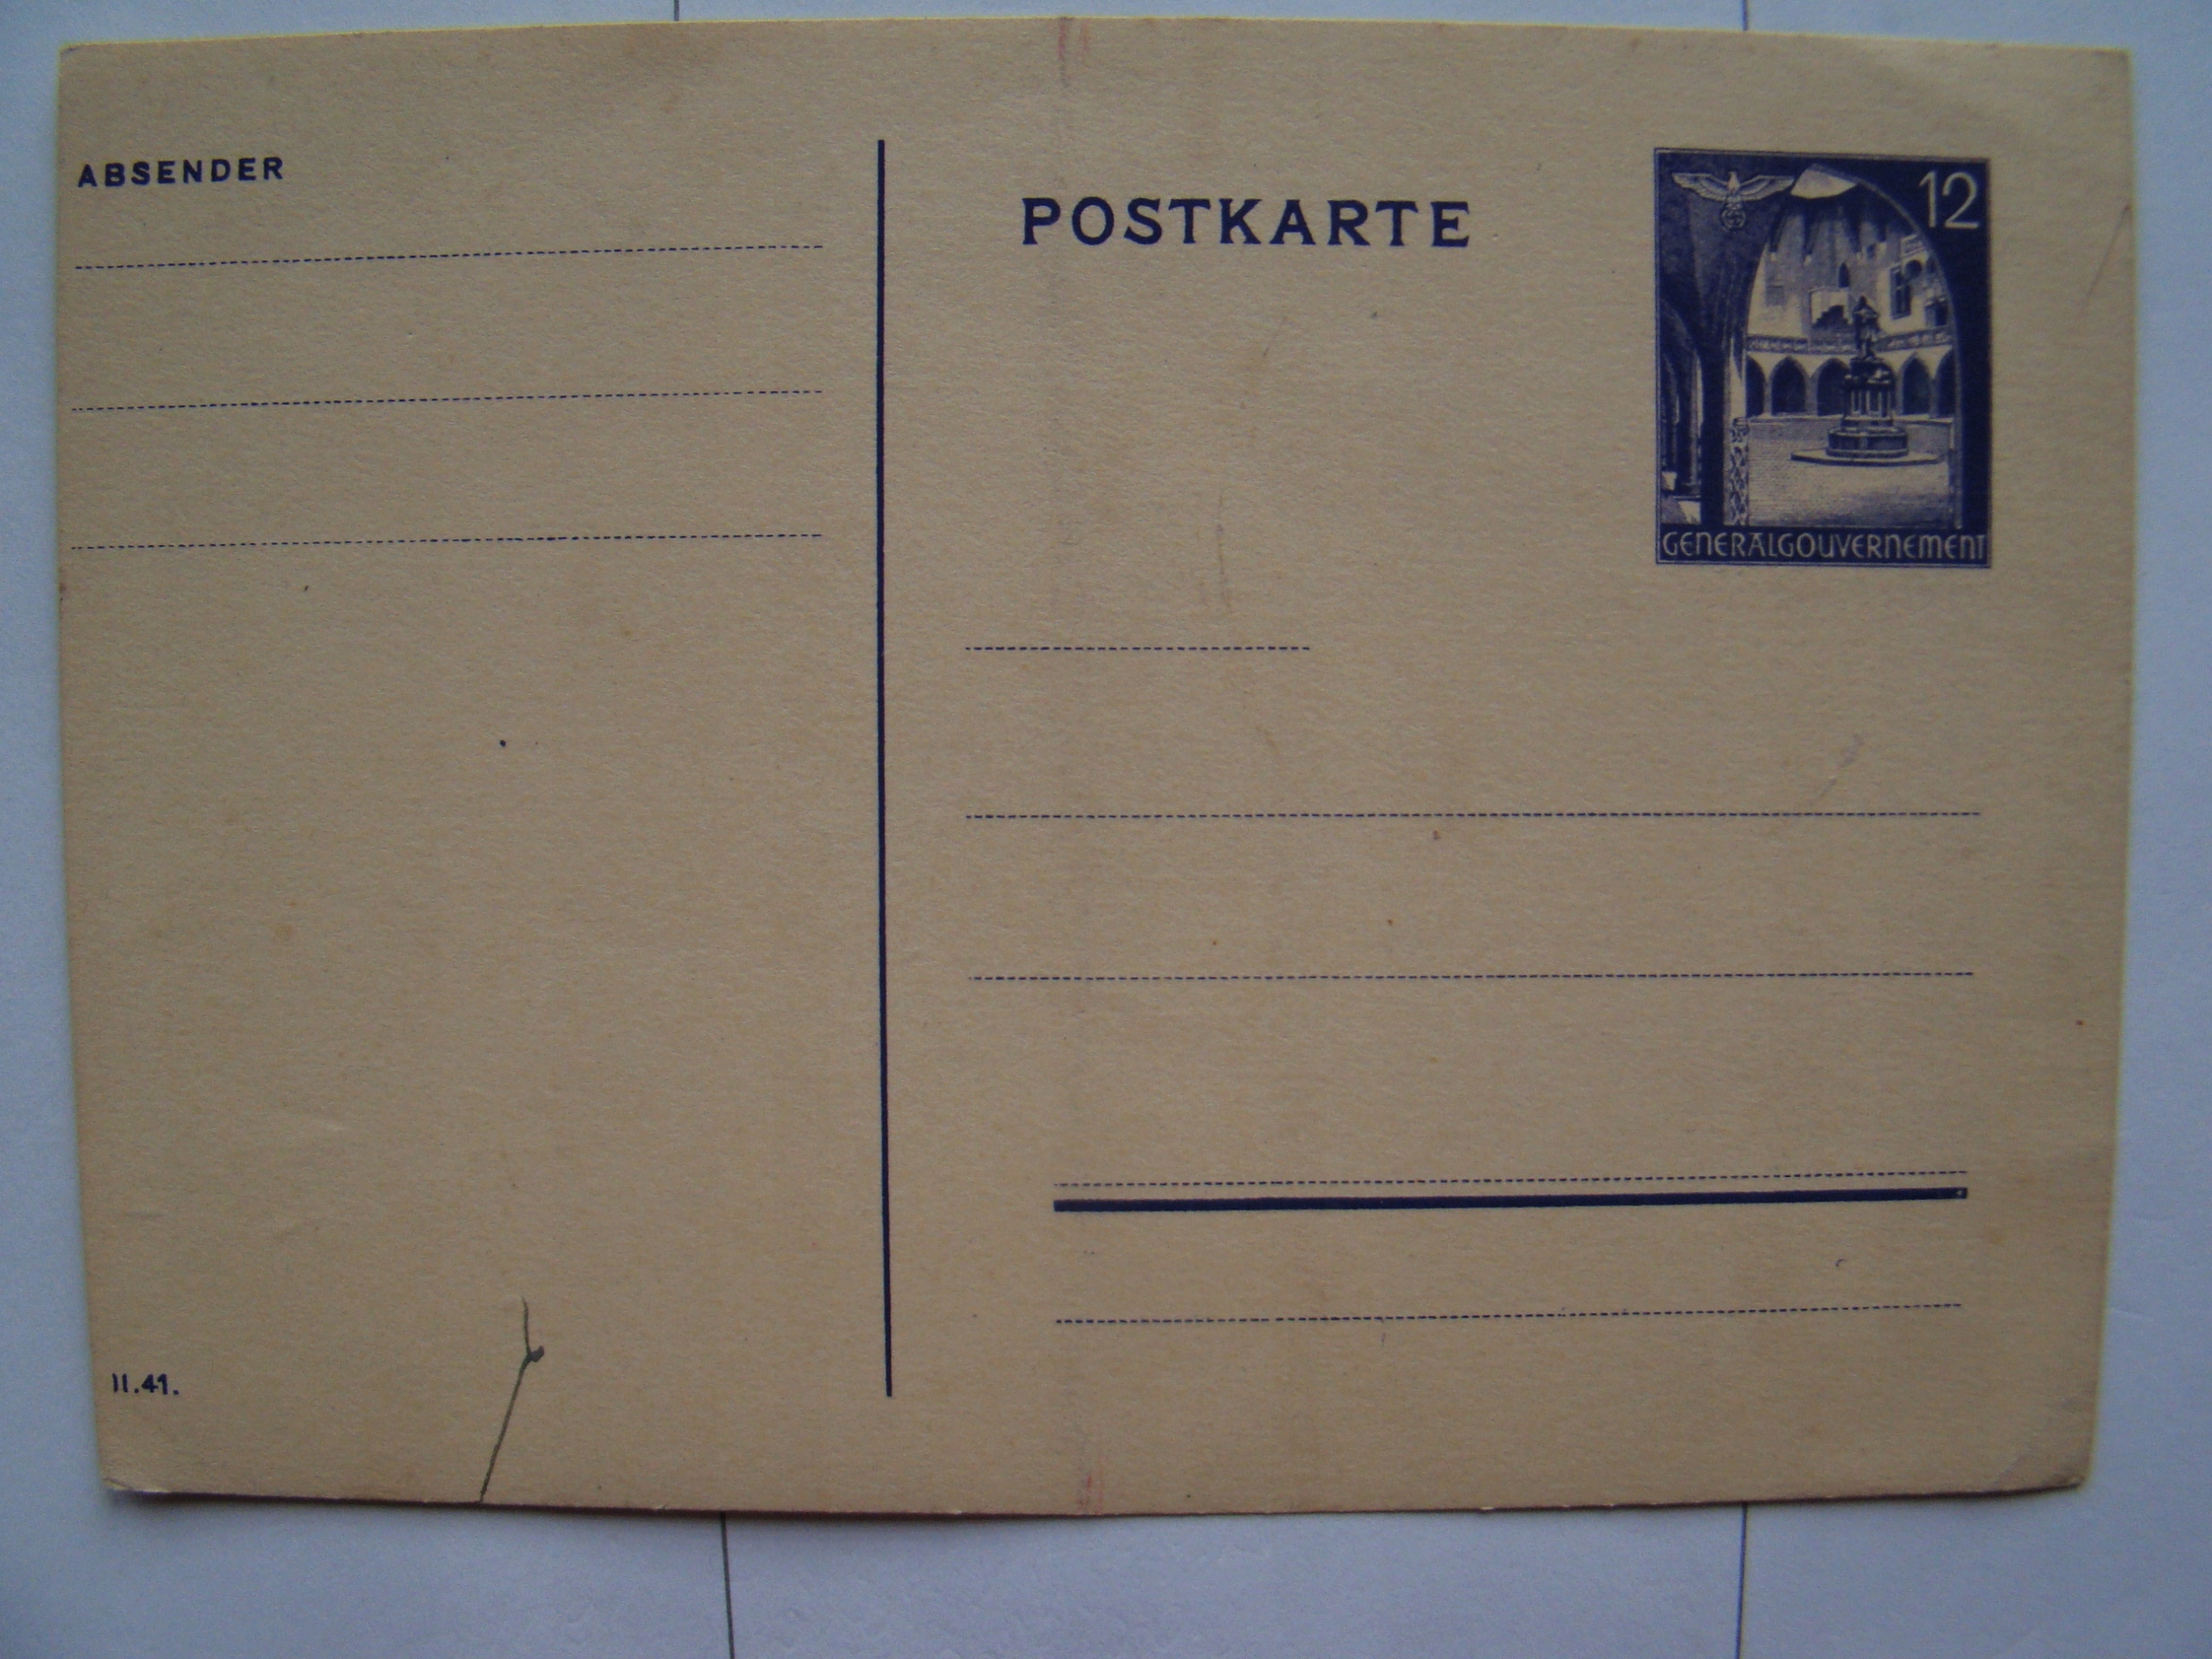 ABSENDER
POSTKARTE
12
GENERALGOUVERNEMENT
II.41.